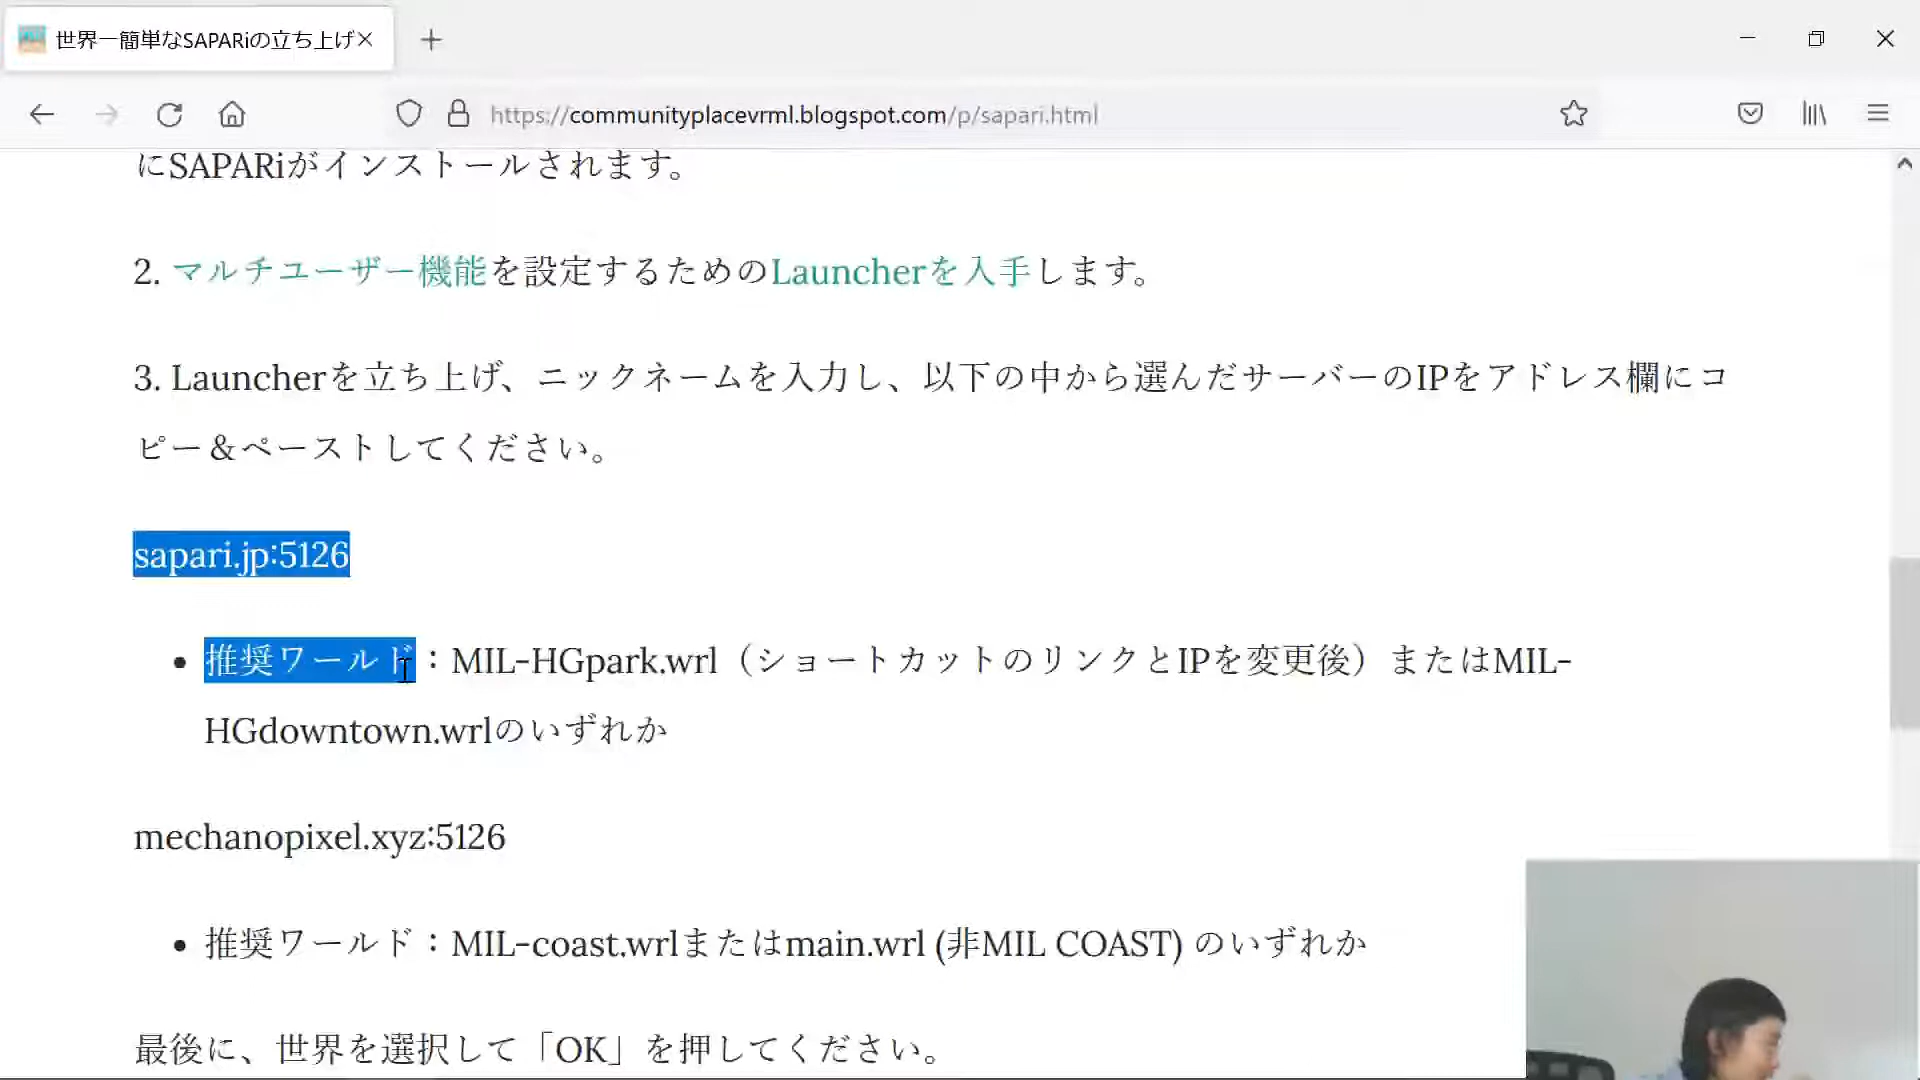 世界一簡単なSAPARiの立ち上げ
https://communityplacevrml.blogspot.com/p/sapari.html
にSAPARiがインストールされます。
2. マルチユーザー機能を設定するためのLauncherを入手します。
3. Launcherを立ち上げ、ニックネームを入力し、以下の中から選んだサーバーのIPをアドレス欄にコ
ピー＆ペーストしてください。
sapari.jp:5126
• 推奨ワールド：MIL-HGpark.wrl（ショートカットのリンクとIPを変更後）またはMIL-
HGdowntown.wrlのいずれか
mechanopixel.xyz:5126
• 推奨ワールド：MIL-coast.wrlまたはmain.wrl (非MIL COAST) のいずれか
最後に、世界を選択して「OK」を押してください。